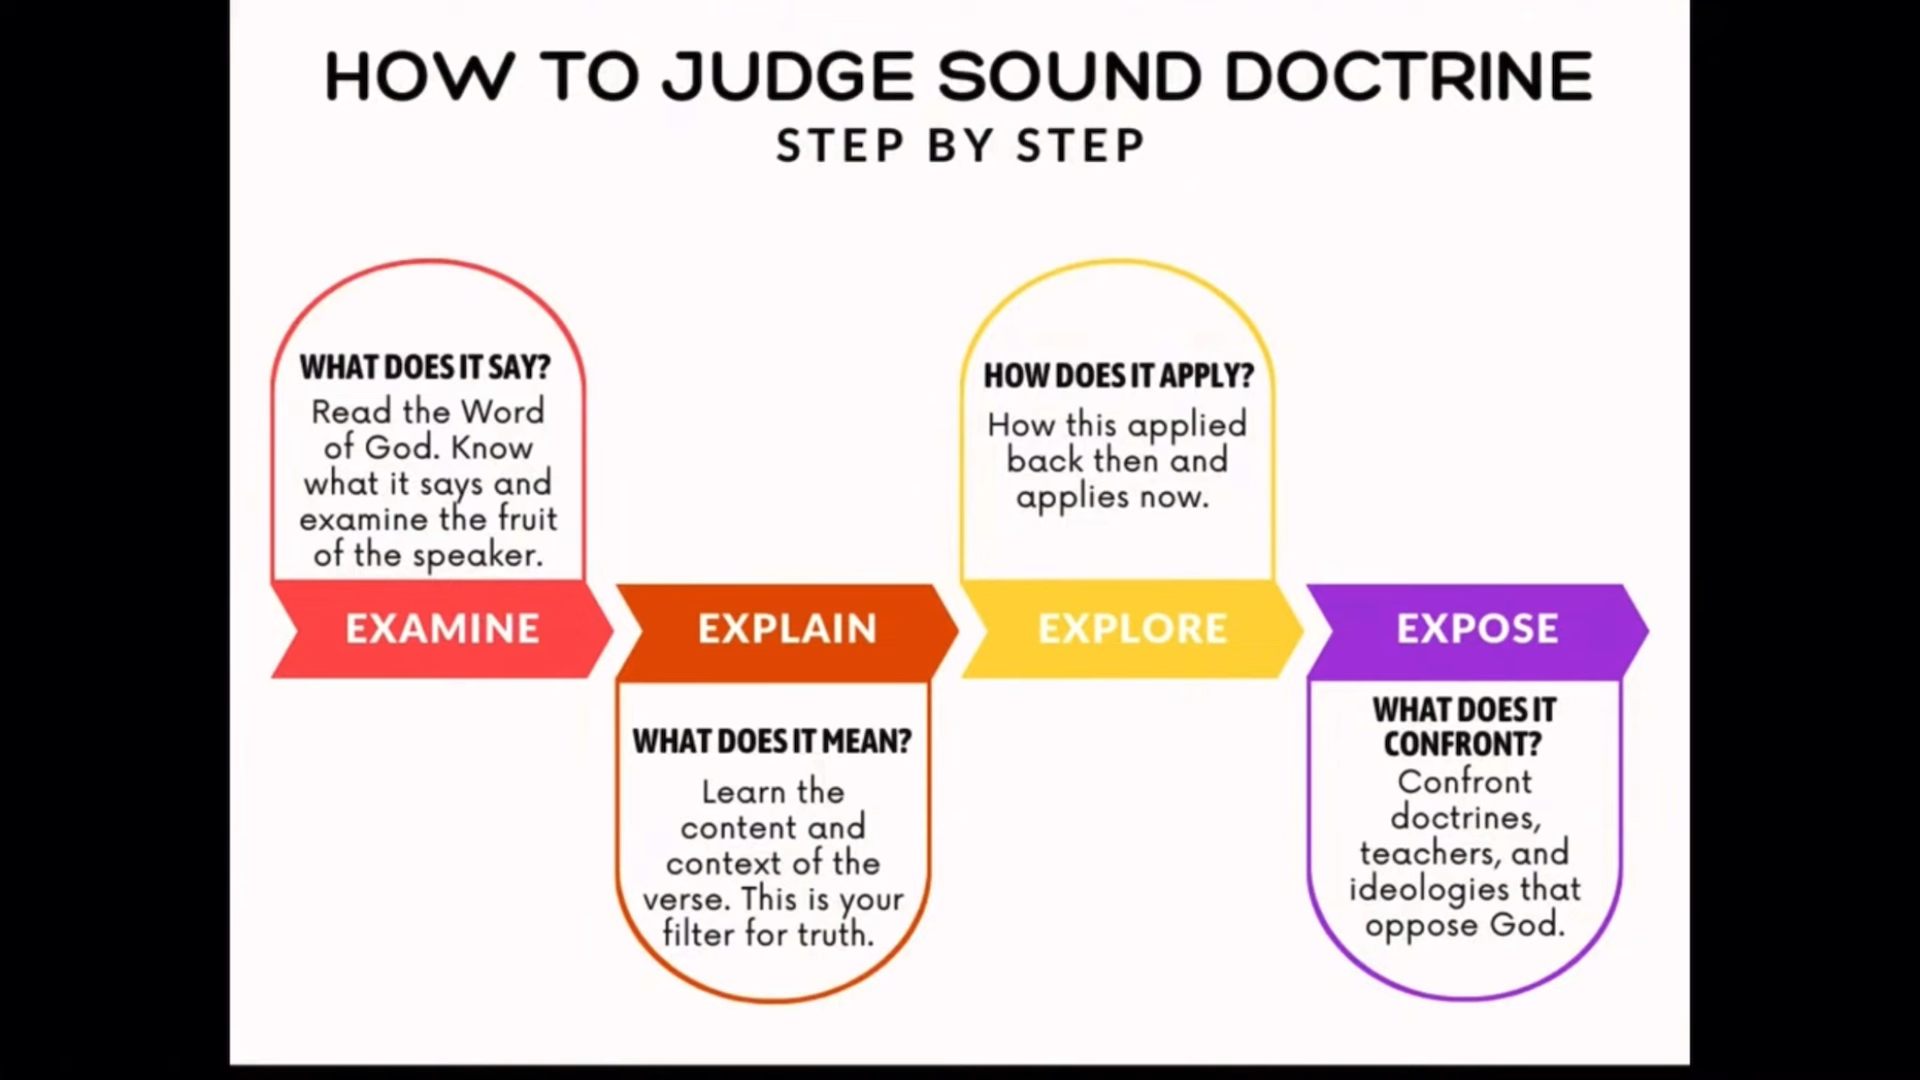 HOW TO JUDGE SOUND DOCTRINE
STEP BY STEP
WHAT DOES IT SAY?
Read the Word
of God. Know
what it says and
examine the fruit
of the speaker.
EXAMINE
EXPLAIN
WHAT DOES IT MEAN?
Learn the
content and
context of the
verse. This is your
filter for truth.
HOW DOES IT APPLY?
How this applied
back then and
applies now.
EXPLORE
EXPOSE
WHAT DOES IT
CONFRONT?
Confront
doctrines,
teachers, and
ideologies that
oppose God.